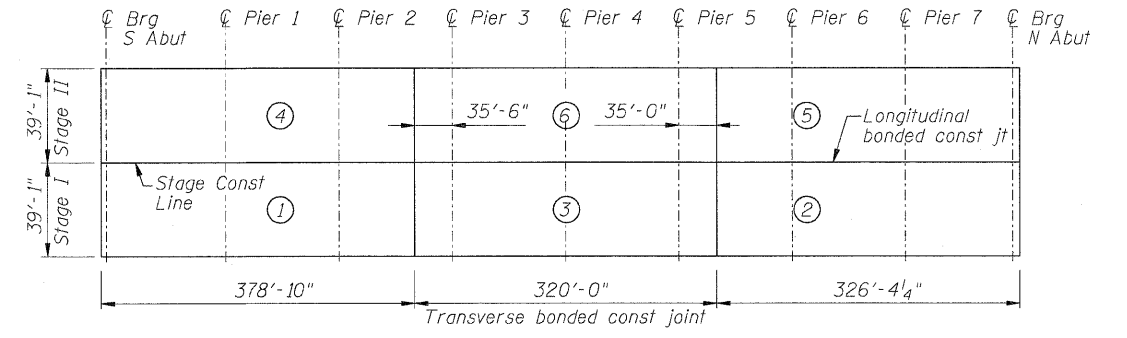 ℄ Brg
S Abut
℄ Pier 1
℄ Pier 2
℄ Pier 3
℄ Pier 4
℄ Pier 5
℄ Pier 6
℄ Pier 7
℄ Brg
N Abut
39'-1"
Stage II
4
35'-6"
6
35'-0"
5
Longitudinal
bonded const jt
39'-1"
Stage I
Stage Const
Line
1
3
2
378'-10"
320'-0"
326'-4¼"
Transverse bonded const joint